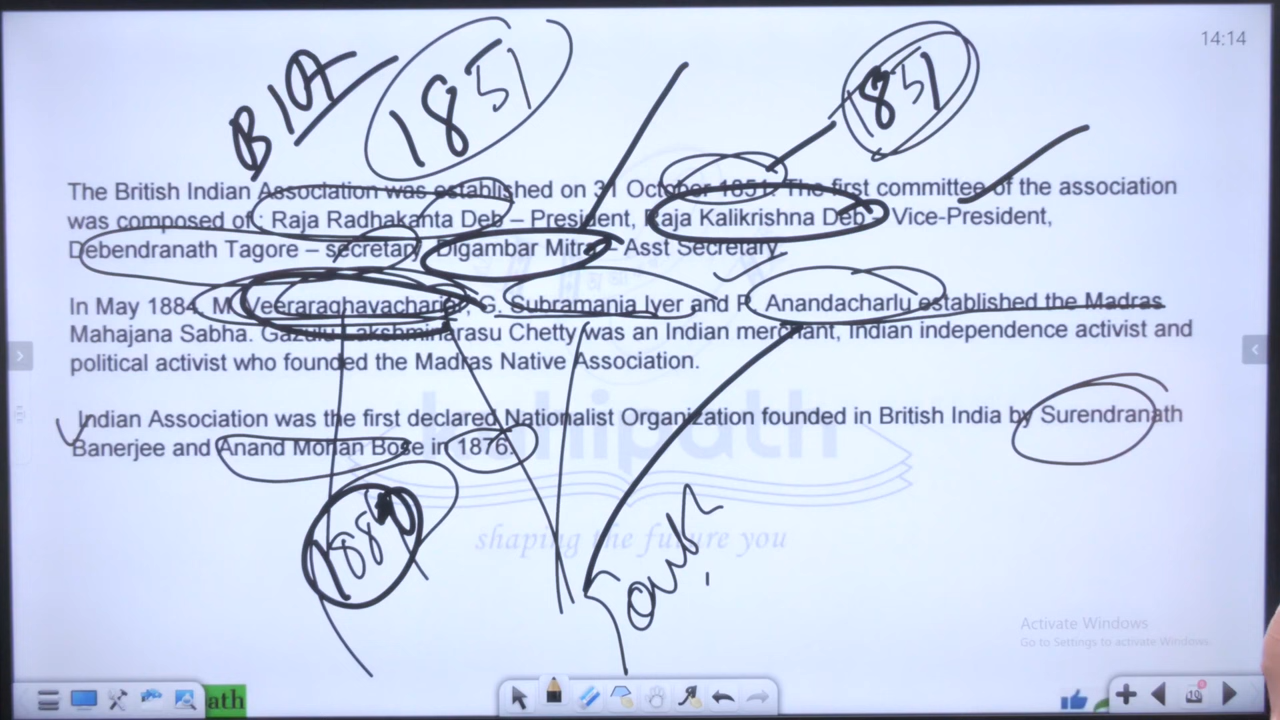 14:14
BIA 1851 1851
The British Indian Association was established on 31 October 1851. The first committee of the association
was composed of : Raja Radhakanta Deb – President, Raja Kalikrishna Deb - Vice-President,
Debendranath Tagore – secretary Digambar Mitra - Asst Secretary.
In May 1884, M. Veeraraghavachariar, G. Subramania Iyer and P. Anandacharlu established the Madras
Mahajana Sabha. Gazulu Lakshminarasu Chetty was an Indian merchant, Indian independence activist and
political activist who founded the Madras Native Association.
Indian Association was the first declared Nationalist Organization founded in British India by Surendranath
Banerjee and Anand Mohan Bose in 1876.
shaping the future you
Activate Windows
Go to Settings to activate Windows.
ath